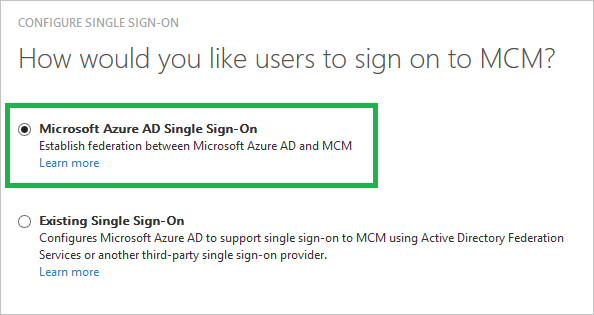 CONFIGURE SINGLE SIGN-ON
How would you like users to sign on to MCM?
Microsoft Azure AD Single Sign-On
Establish federation between Microsoft Azure AD and MCM
Learn more
Existing Single Sign-On
Configures Microsoft Azure AD to support single sign-on to MCM using Active Directory Federation
Services or another third-party single sign-on provider.
Learn more